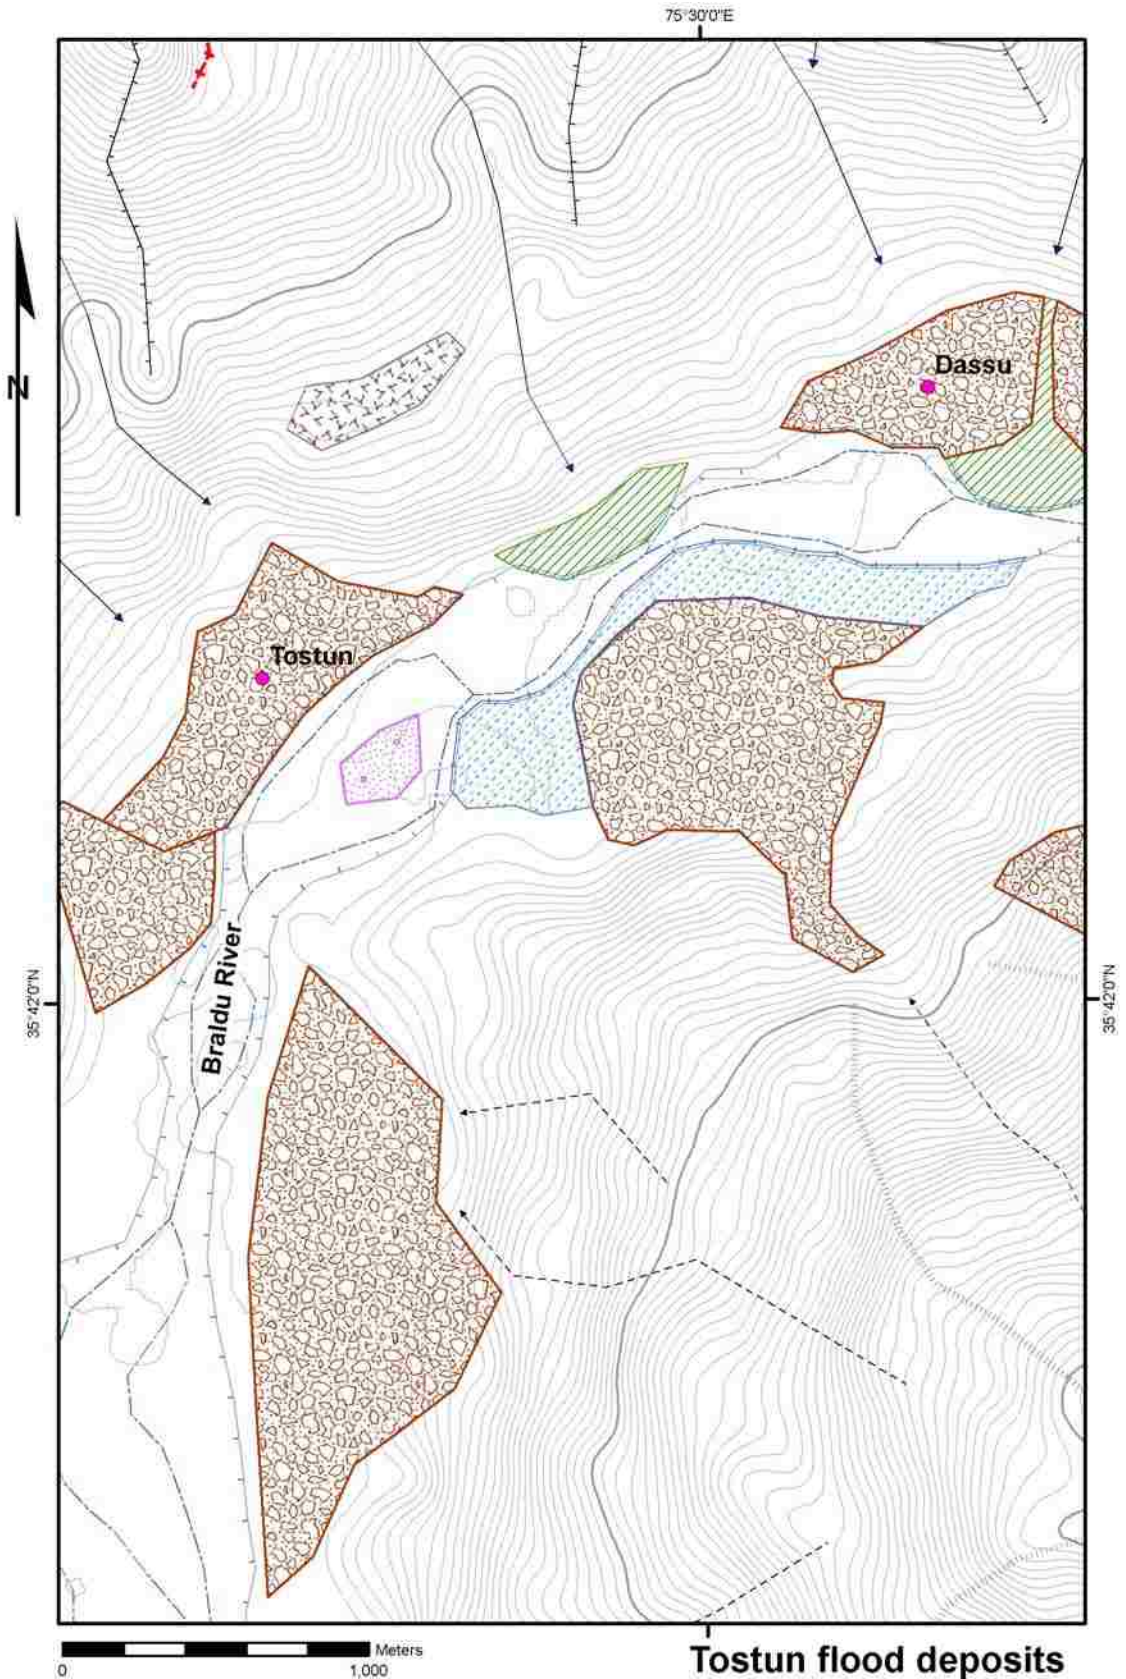 75°30'0"E
N
Dassu
Tostun
Braldu River
35°42'0"N
35°42'0"N
Meters
0 1,000
Tostun flood deposits